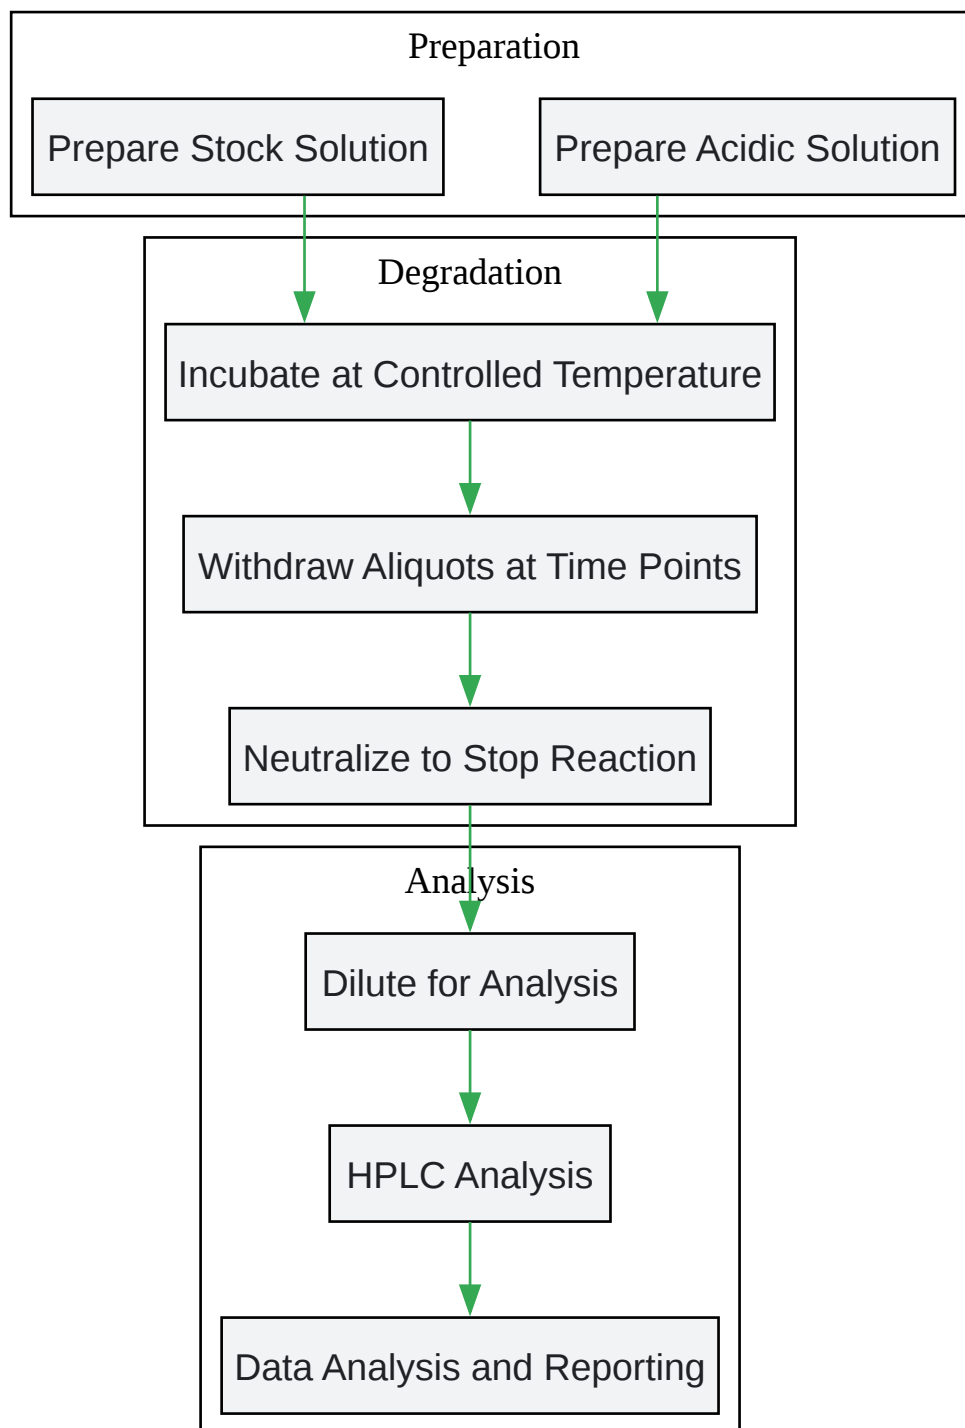 Preparation
Prepare Stock Solution
Prepare Acidic Solution
Degradation
Incubate at Controlled Temperature
Withdraw Aliquots at Time Points
Neutralize to Stop Reaction
Analysis
Dilute for Analysis
HPLC Analysis
Data Analysis and Reporting